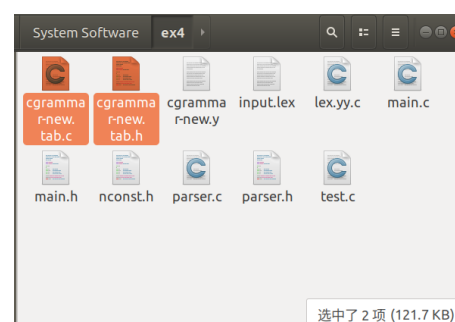 System Software ex4
cgramma cgramma cgramma input.lex lex.yy.c main.c
r-new. r-new. r-new.y
tab.c tab.h
main.h nconst.h parser.c parser.h test.c
选中了 2 项 (121.7 KB)